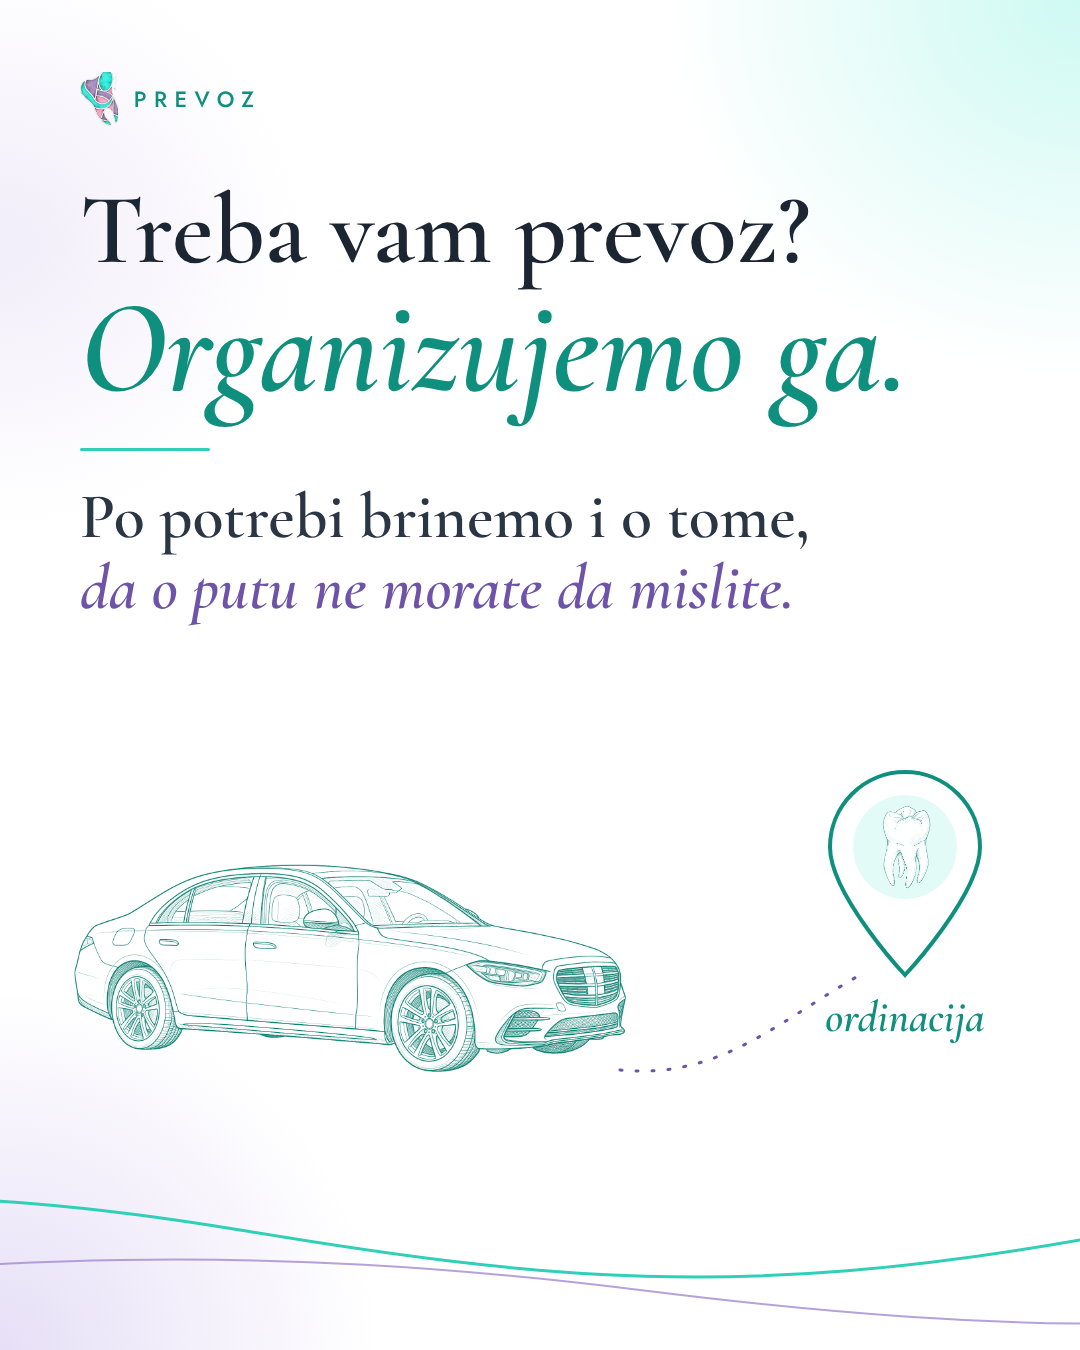 PREVOZ
Treba vam prevoz?
Organizujemo ga.
Po potrebi brinemo i o tome,
da o putu ne morate da mislite.
ordinacija